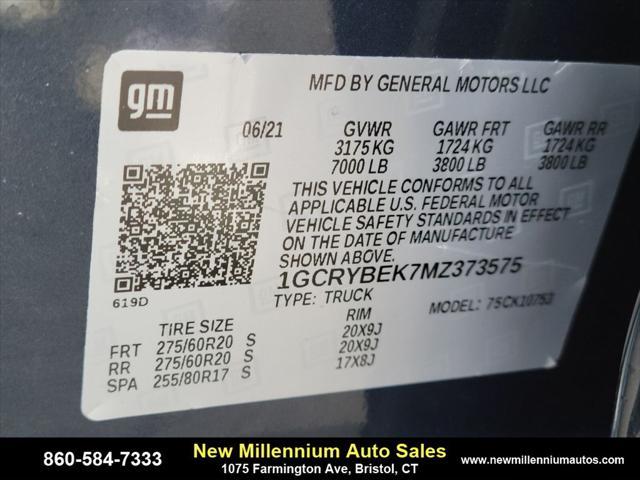 gm
MFD BY GENERAL MOTORS LLC
06/21 GVWR GAWR FRT GAWR RR
3175 KG 1724 KG 1724 KG
7000 LB 3800 LB 3800 LB
THIS VEHICLE CONFORMS TO ALL
APPLICABLE U.S. FEDERAL MOTOR
VEHICLE SAFETY STANDARDS IN EFFECT
ON THE DATE OF MANUFACTURE
SHOWN ABOVE.
1GCRYBEK7MZ373575
619D
TYPE: TRUCK MODEL: 75CK10753
TIRE SIZE RIM
FRT 275/60R20 S 20X9J
RR 275/60R20 S 20X9J
SPA 255/80R17 S 17X8J
860-584-7333
New Millennium Auto Sales
1075 Farmington Ave, Bristol, CT
www.newmillenniumautos.com